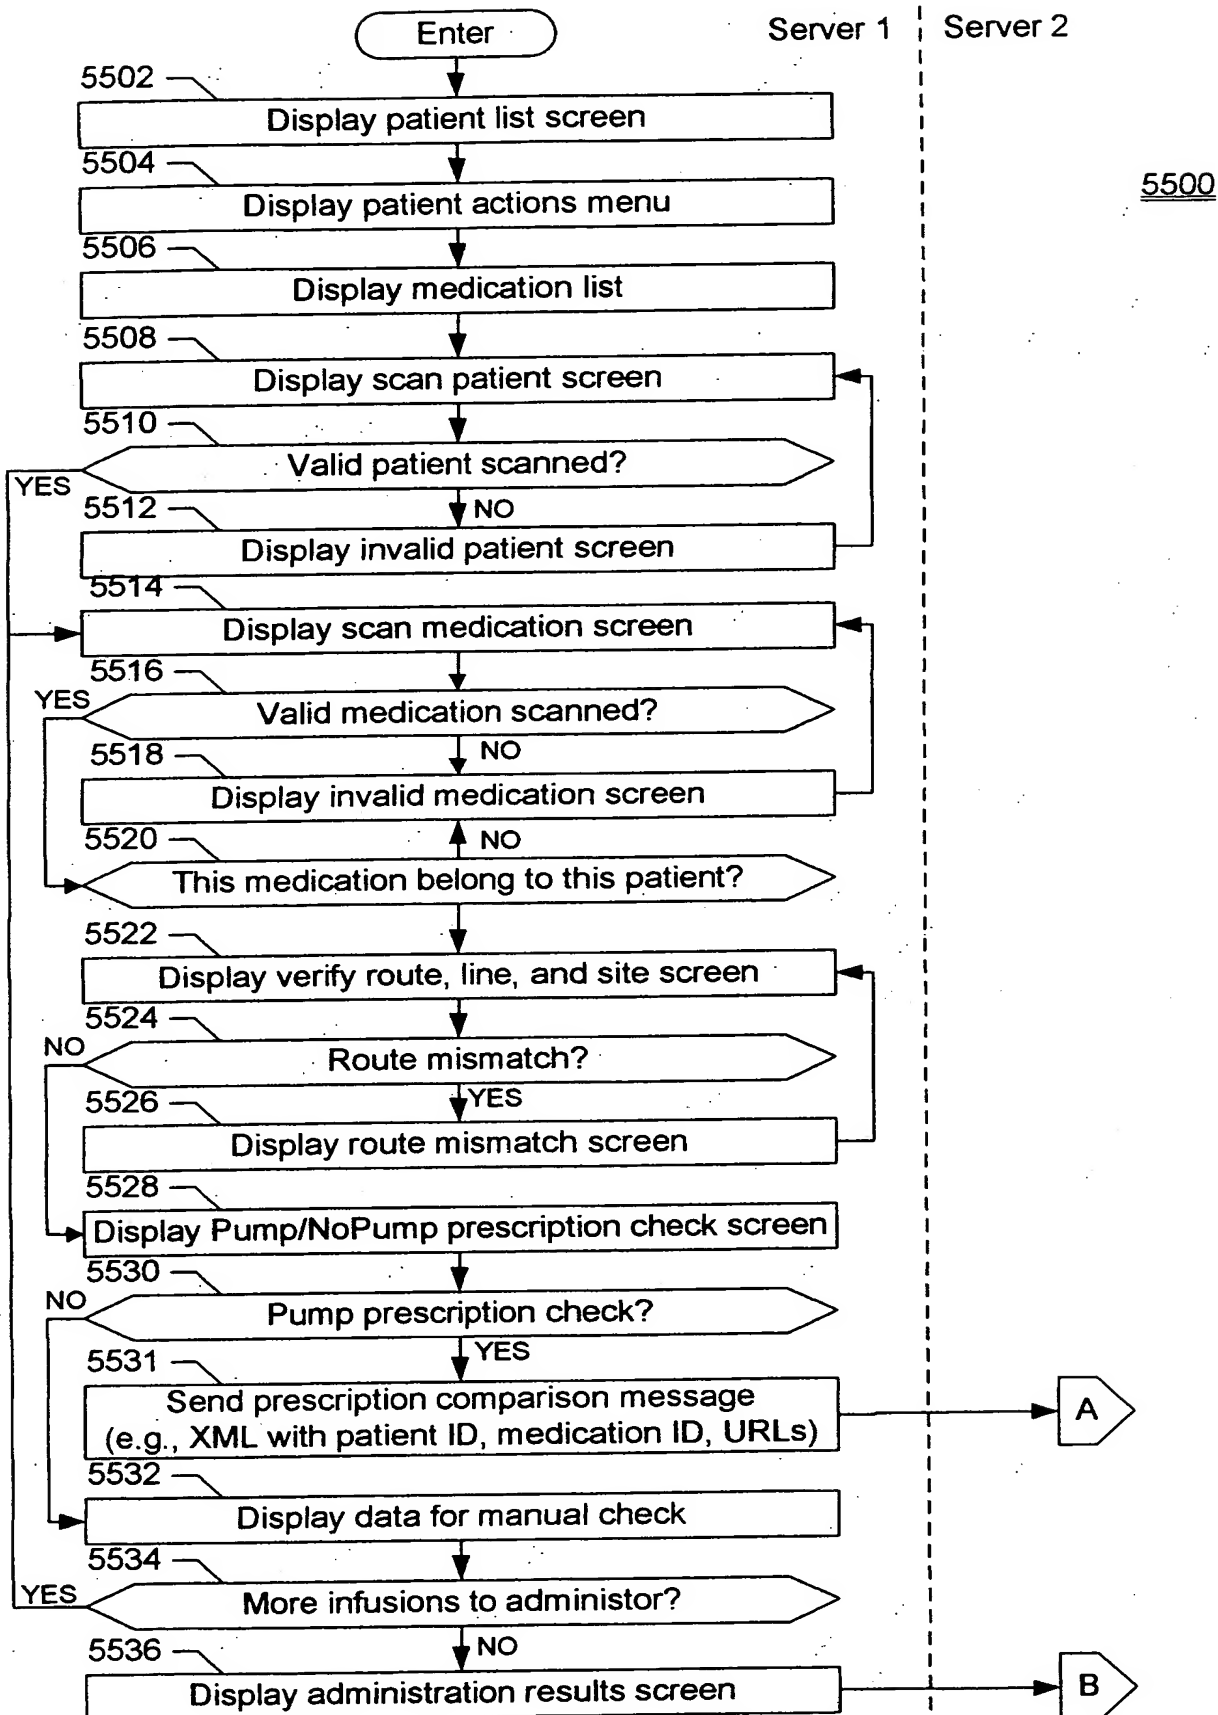 Enter
Server 1
Server 2
5500
5502
Display patient list screen
5504
Display patient actions menu
5506
Display medication list
5508
Display scan patient screen
5510
Valid patient scanned?
YES
NO
5512
Display invalid patient screen
5514
Display scan medication screen
5516
YES
Valid medication scanned?
NO
5518
Display invalid medication screen
5520
NO
This medication belong to this patient?
5522
Display verify route, line, and site screen
5524
NO
Route mismatch?
YES
5526
Display route mismatch screen
5528
Display Pump/NoPump prescription check screen
5530
NO
Pump prescription check?
YES
5531
Send prescription comparison message
(e.g., XML with patient ID, medication ID, URLs)
A
5532
Display data for manual check
5534
YES
More infusions to administor?
NO
5536
Display administration results screen
B